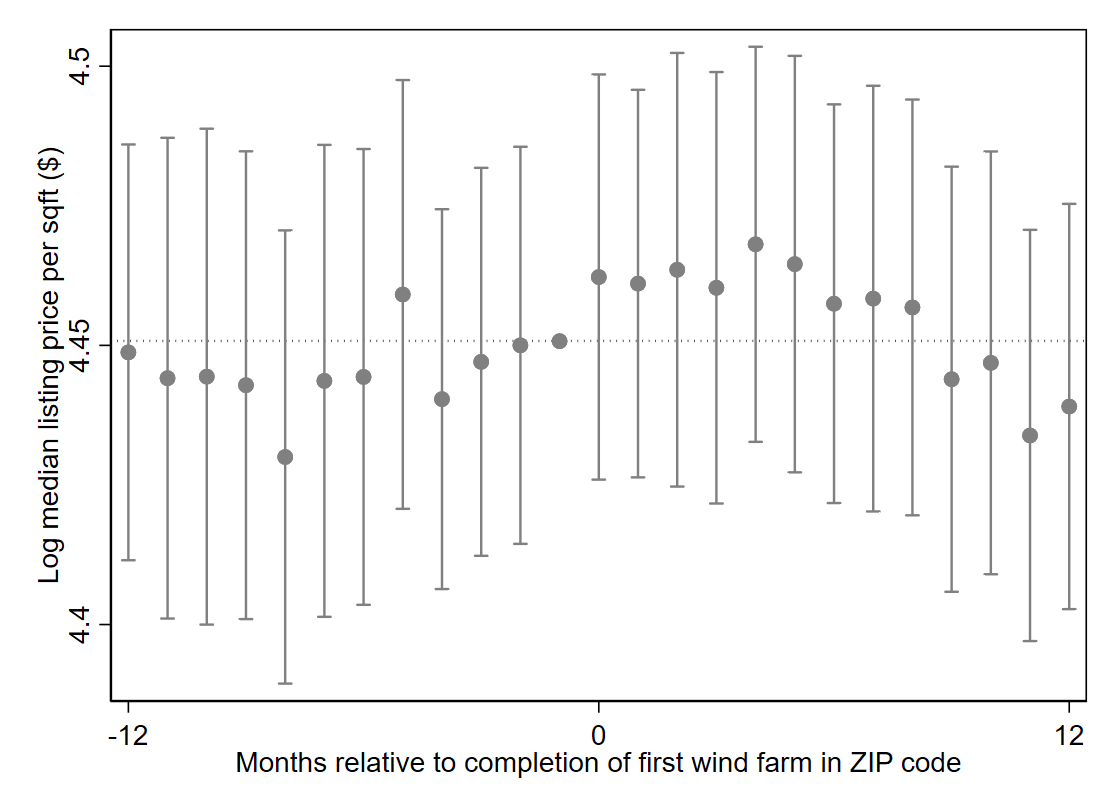 Log median listing price per sqft ($)
4.5
4.45
4.4
-12 0 12
Months relative to completion of first wind farm in ZIP code